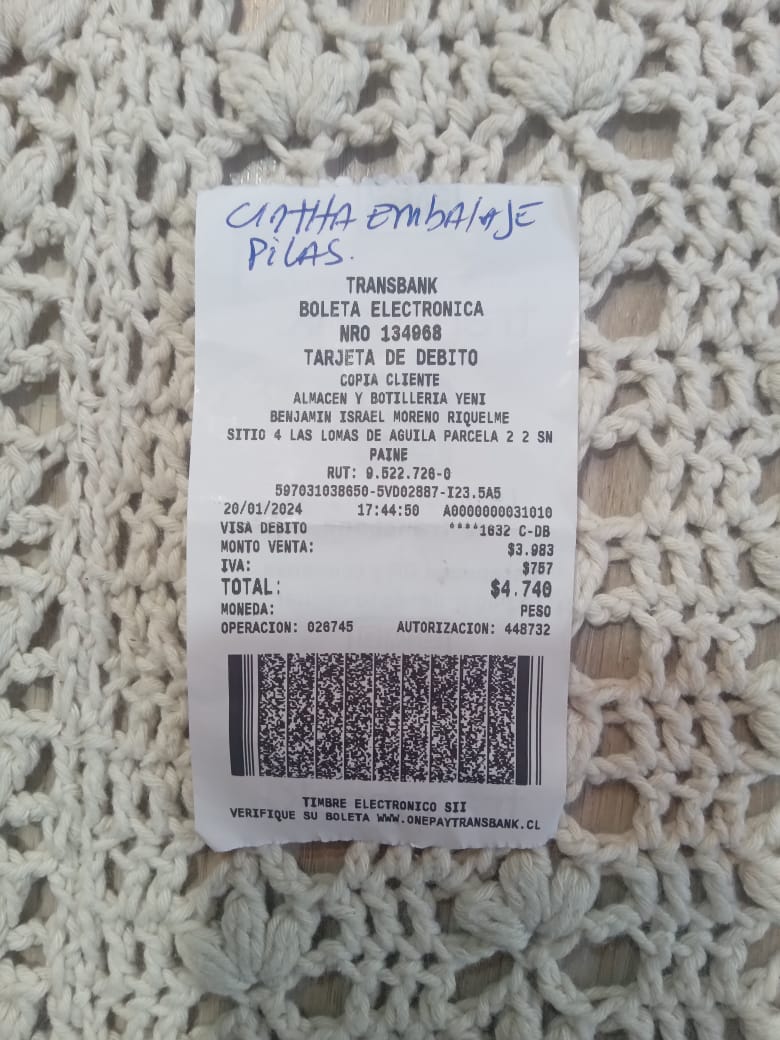 CINTHA EMBALAJE
PILAS.
TRANSBANK
BOLETA ELECTRONICA
NRO 134968
TARJETA DE DEBITO
COPIA CLIENTE
ALMACEN Y BOTILLERIA YENI
BENJAMIN ISRAEL MORENO RIQUELME
SITIO 4 LAS LOMAS DE AGUILA PARCELA 2 2 SN
PAINE
RUT: 9.522.726-0
597031038650-5VD02887-I23.5A5
20/01/2024 17:44:50 A0000000031010
VISA DEBITO ****1632 C-DB
MONTO VENTA: $3.983
IVA: $757
TOTAL: $4.740
MONEDA: PESO
OPERACION: 026745 AUTORIZACION: 448732
TIMBRE ELECTRONICO SII
VERIFIQUE SU BOLETA WWW.ONEPAYTRANSBANK.CL